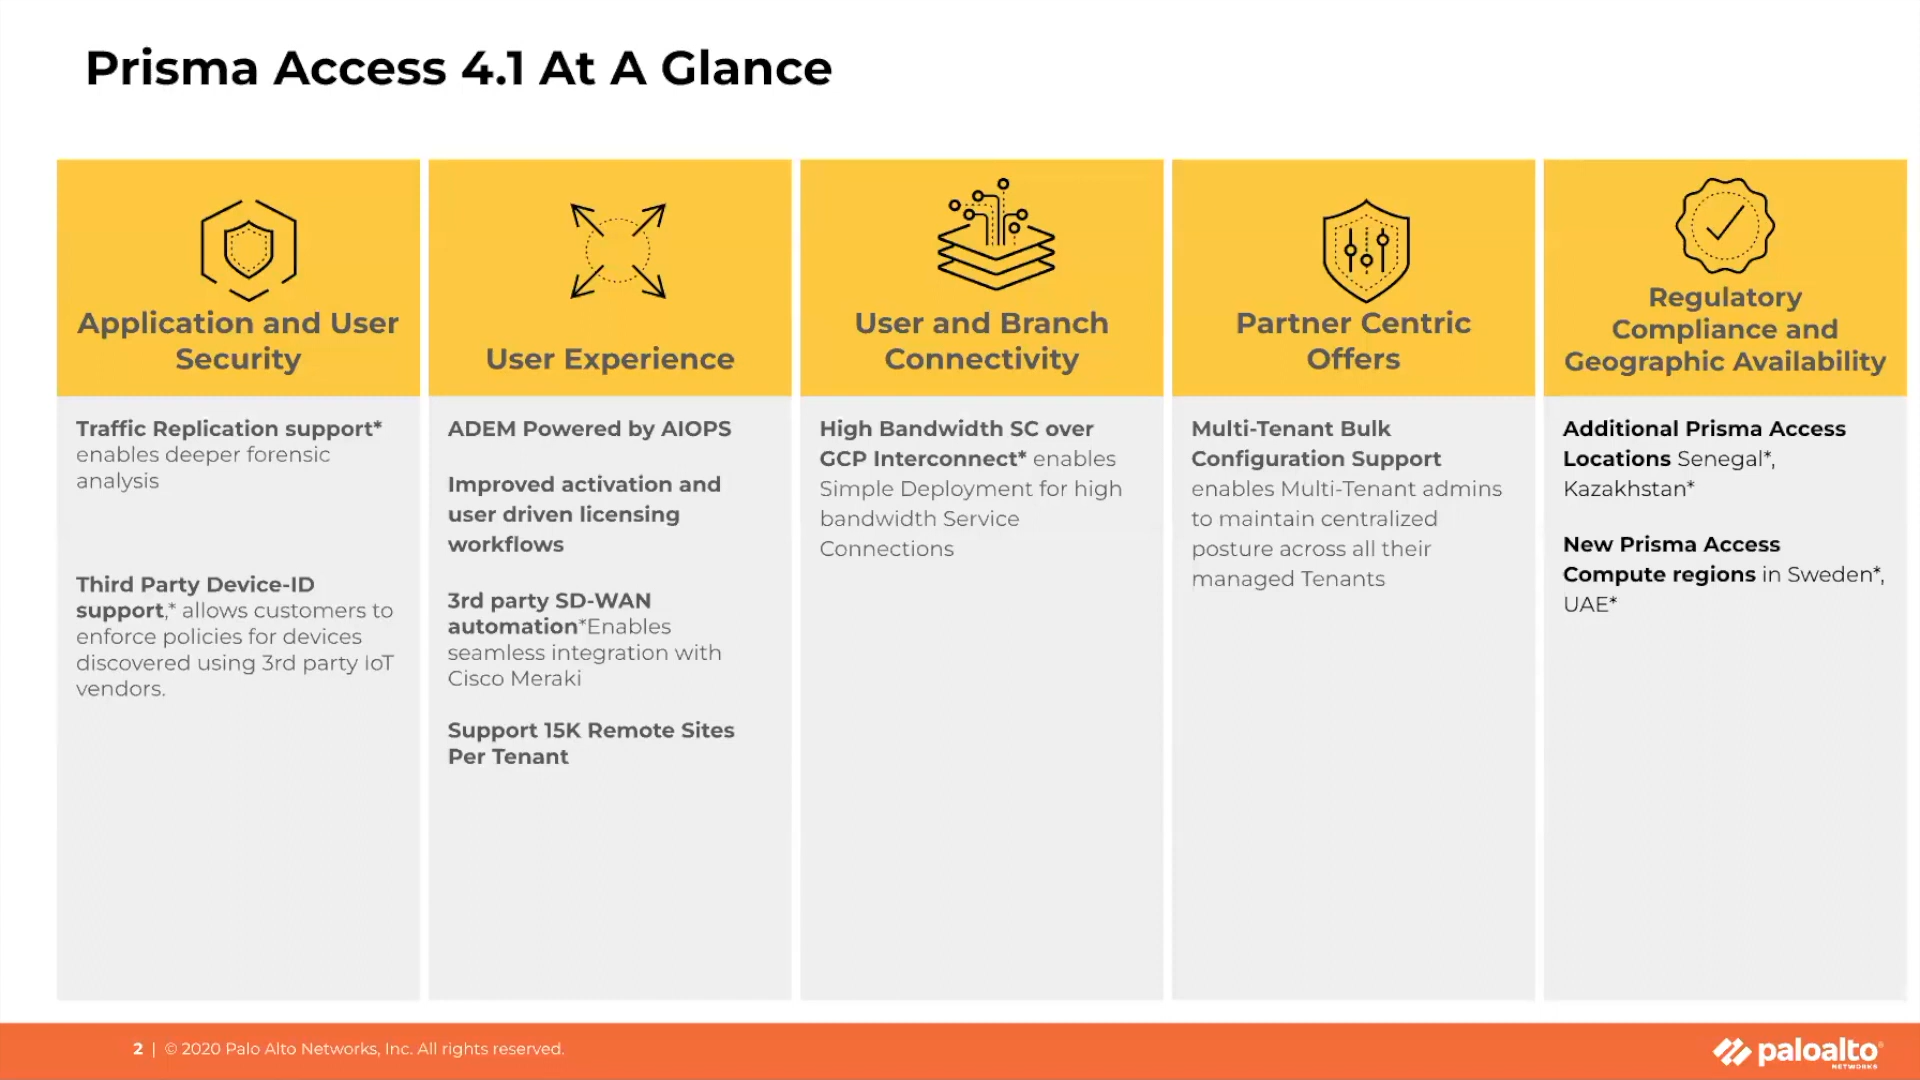 Prisma Access 4.1 At A Glance
Application and User
Security
Traffic Replication support*
enables deeper forensic
analysis
Third Party Device-ID
support,* allows customers to
enforce policies for devices
discovered using 3rd party IoT
vendors.
User Experience
ADEM Powered by AIOPS
Improved activation and
user driven licensing
workflows
3rd party SD-WAN
automation*Enables
seamless integration with
Cisco Meraki
Support 15K Remote Sites
Per Tenant
User and Branch
Connectivity
High Bandwidth SC over
GCP Interconnect* enables
Simple Deployment for high
bandwidth Service
Connections
Partner Centric
Offers
Multi-Tenant Bulk
Configuration Support
enables Multi-Tenant admins
to maintain centralized
posture across all their
managed Tenants
Regulatory
Compliance and
Geographic Availability
Additional Prisma Access
Locations Senegal*,
Kazakhstan*
New Prisma Access
Compute regions in Sweden*,
UAE*
2 | © 2020 Palo Alto Networks, Inc. All rights reserved.
paloalto®
NETWORKS